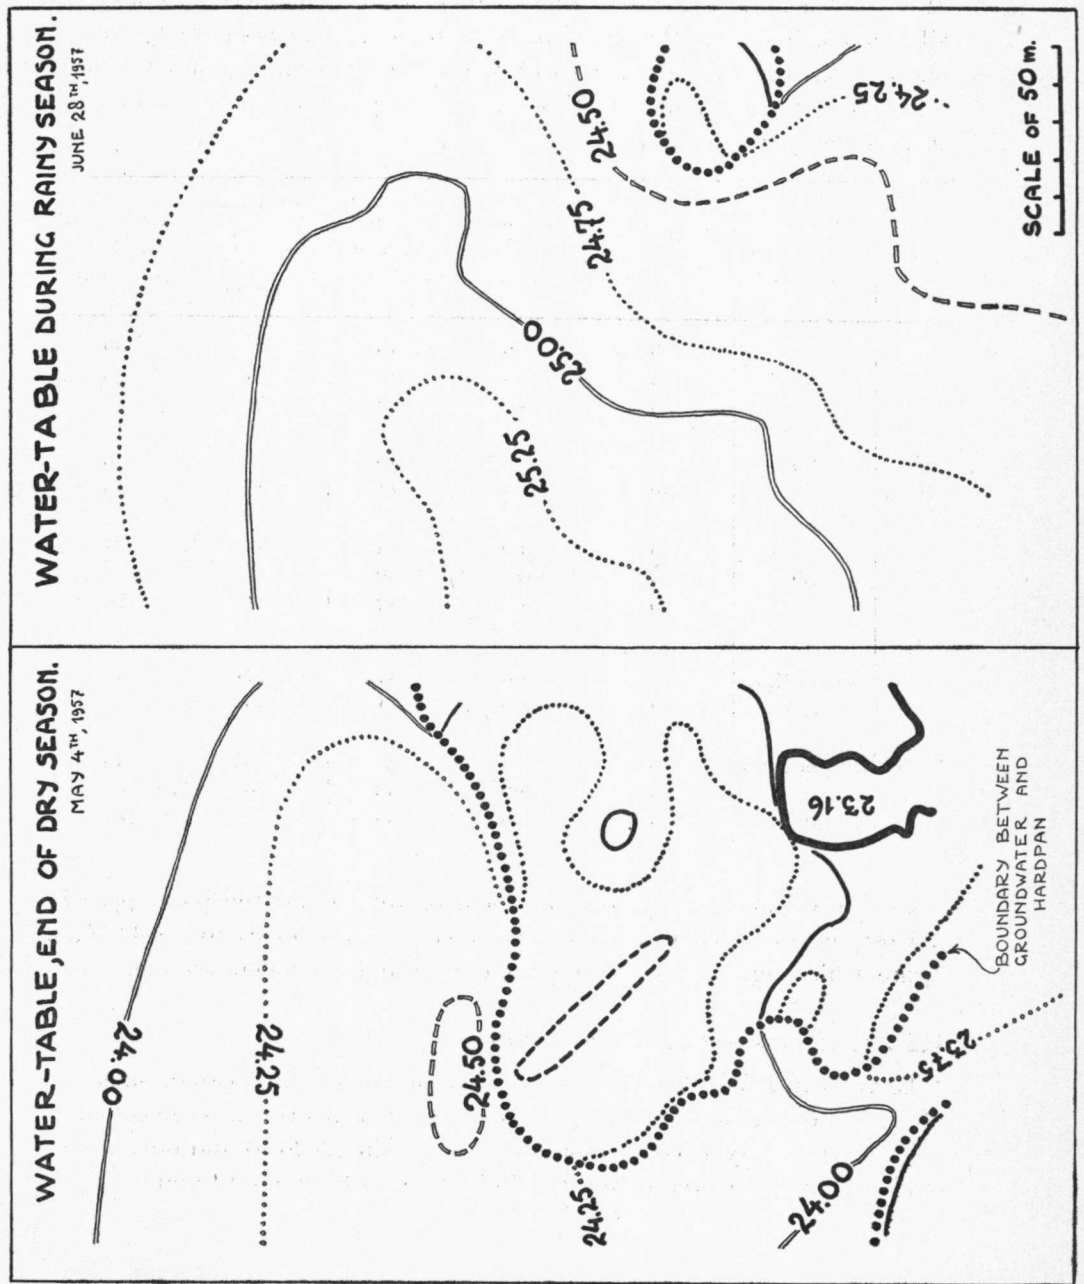 WATER-TABLE, END OF DRY SEASON.
MAY 4TH, 1957
24.00
24.25
24.50
24.25
24.00
23.75
23.16
BOUNDARY BETWEEN
GROUNDWATER AND
HARDPAN
WATER-TABLE DURING RAINY SEASON.
JUNE 28TH, 1957
25.25
25.00
24.75
24.50
24.25
SCALE OF 50 m.